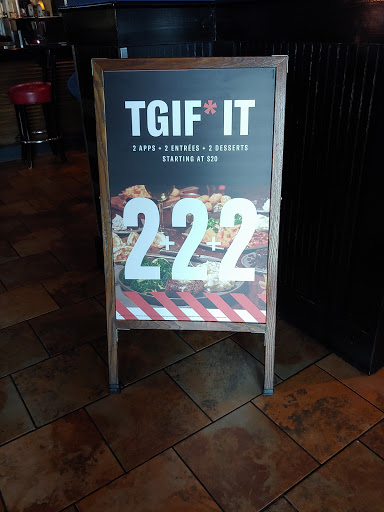 TGIF* IT
2 APPS + 2 ENTRÉES + 2 DESSERTS
STARTING AT $20
2+2+2